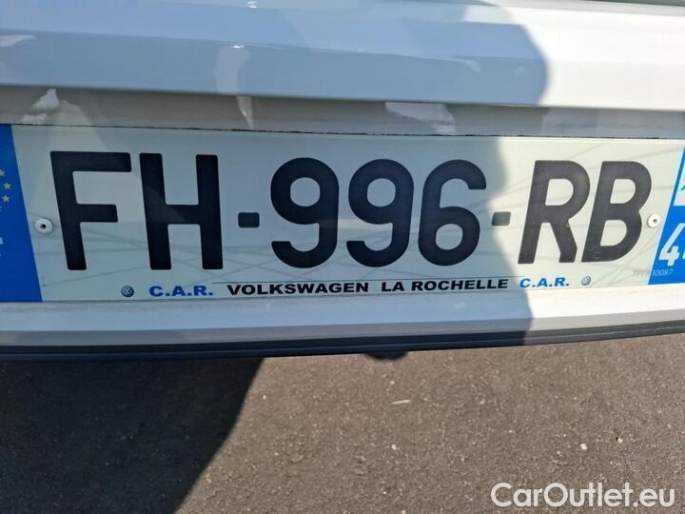 FH-996-RB
C.A.R. VOLKSWAGEN LA ROCHELLE C.A.R.
CarOutlet.eu